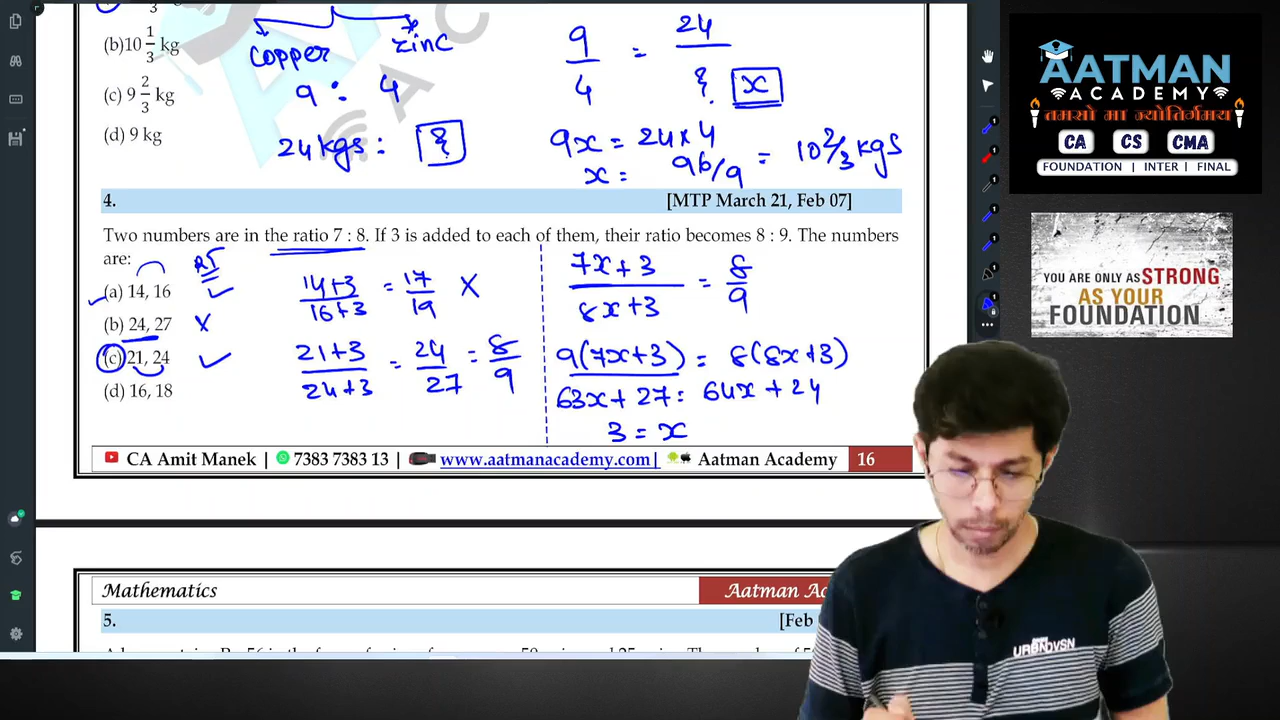 3
(b)10 1/3 kg
(c) 9 2/3 kg
(d) 9 kg
Copper zinc
9 : 4
24 kgs : ?
9/4 = 24/? x
9x = 24 x 4
x = 96/9 = 10 2/3 kgs
4. [MTP March 21, Feb 07]
Two numbers are in the ratio 7 : 8. If 3 is added to each of them, their ratio becomes 8 : 9. The numbers
are:
(a) 14, 16
(b) 24, 27
(c) 21, 24
(d) 16, 18
14+3/16+3 = 17/19 X
21+3/24+3 = 24/27 = 8/9
7x+3/8x+3 = 8/9
9(7x+3) = 8(8x+3)
63x+27 = 64x+24
3 = x
CA Amit Manek | 7383 7383 13 | www.aatmanacademy.com| Aatman Academy 16
Mathematics Aatman Ac
5. [Feb
AATMAN
ACADEMY
तमसो मा ज्योतिर्गमय
CA CS CMA
FOUNDATION | INTER | FINAL
YOU ARE ONLY AS STRONG
AS YOUR
FOUNDATION
URBNDVSN